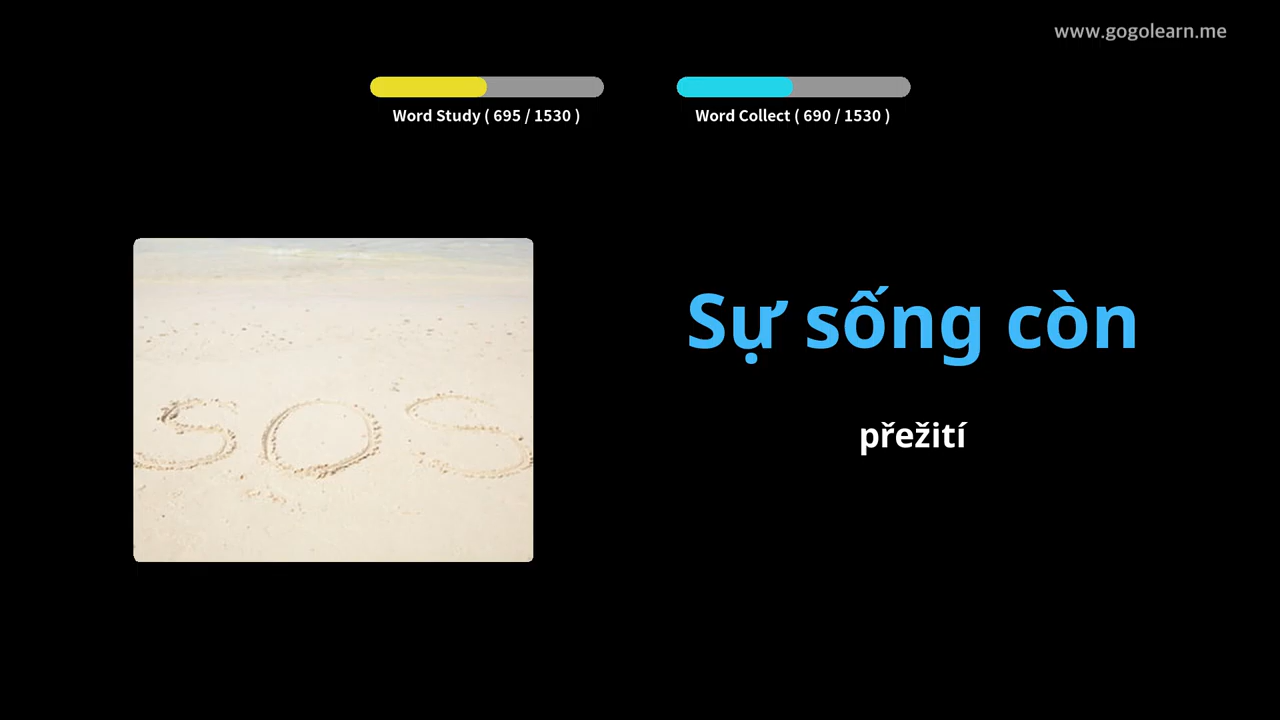 www.gogolearn.me
Word Study ( 695 / 1530 )
Word Collect ( 690 / 1530 )
Sự sống còn
SOS
přežití